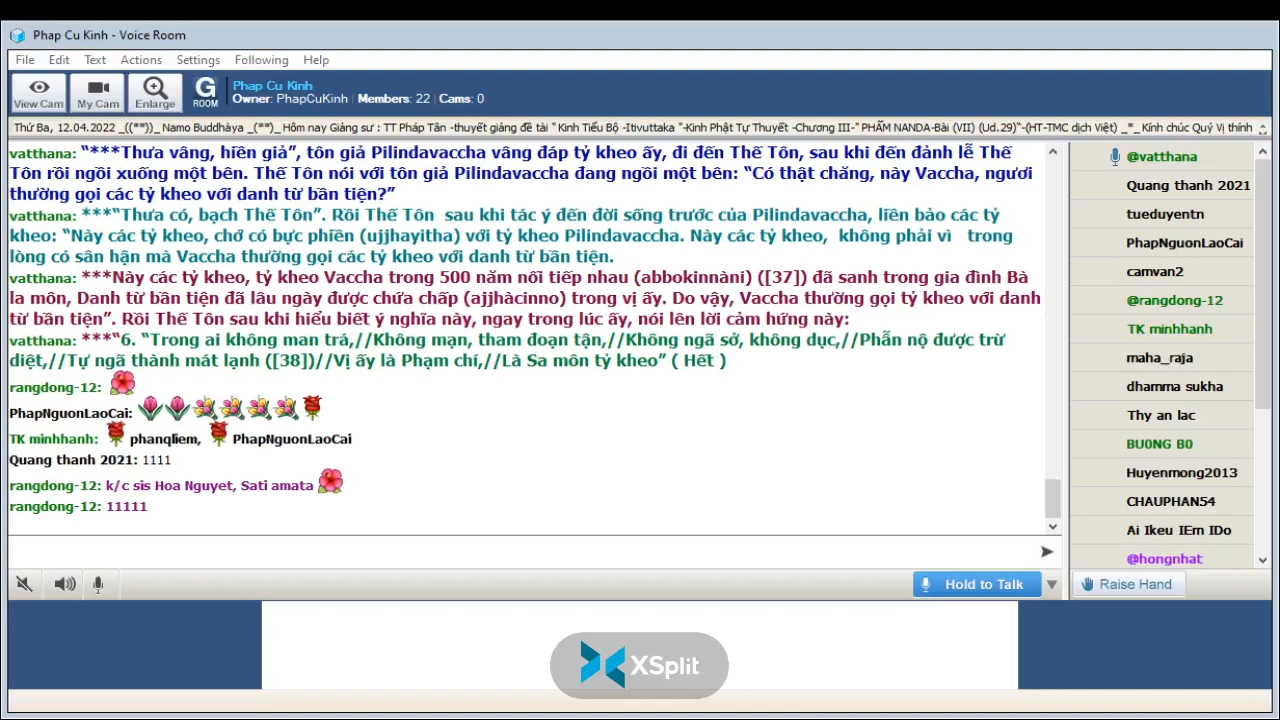 Phap Cu Kinh - Voice Room
File Edit Text Actions Settings Following Help
View Cam My Cam Enlarge G ROOM
Phap Cu Kinh
Owner: PhapCuKinh | Members: 22 | Cams: 0
Thứ Ba, 12.04.2022 _((**))_ Namo Buddhàya _(**)_ Hôm nay Giảng sư : TT Pháp Tân -thuyết giảng đề tài " Kinh Tiểu Bộ -Itivuttaka "-Kinh Phật Tự Thuyết -Chương III-" PHẨM NANDA-Bài (VII) (Ud.29)"-(HT-TMC dịch Việt) _*_ Kính chúc Quý Vị thính
vatthana: “***Thưa vâng, hiền giả”, tôn giả Pilindavaccha vâng đáp tỷ kheo ấy, đi đến Thế Tôn, sau khi đến đảnh lễ Thế
Tôn rồi ngồi xuống một bên. Thế Tôn nói với tôn giả Pilindavaccha đang ngồi một bên: “Có thật chăng, này Vaccha, ngươi
thường gọi các tỷ kheo với danh từ bần tiện?”
vatthana: ***“Thưa có, bạch Thế Tôn”. Rồi Thế Tôn sau khi tác ý đến đời sống trước của Pilindavaccha, liền bảo các tỷ
kheo: “Này các tỷ kheo, chớ có bực phiền (ujjhayitha) với tỷ kheo Pilindavaccha. Này các tỷ kheo, không phải vì trong
lòng có sân hận mà Vaccha thường gọi các tỷ kheo với danh từ bần tiện.
vatthana: ***Này các tỷ kheo, tỷ kheo Vaccha trong 500 năm nối tiếp nhau (abbokinnàni) ([37]) đã sanh trong gia đình Bà
la môn, Danh từ bần tiện đã lâu ngày được chứa chấp (ajjhàcinno) trong vị ấy. Do vậy, Vaccha thường gọi tỷ kheo với danh
từ bần tiện”. Rồi Thế Tôn sau khi hiểu biết ý nghĩa này, ngay trong lúc ấy, nói lên lời cảm hứng này:
vatthana: ***“6. “Trong ai không man trá,//Không mạn, tham đoạn tận,//Không ngã sở, không dục,//Phẫn nộ được trừ
diệt,//Tự ngã thành mát lạnh ([38])//Vị ấy là Phạm chí,//Là Sa môn tỷ kheo” ( Hết )
rangdong-12:
PhapNguonLaoCai:
TK minhhanh: phanqliem, PhapNguonLaoCai
Quang thanh 2021: 1111
rangdong-12: k/c sis Hoa Nguyet, Sati amata
rangdong-12: 11111
@vatthana
Quang thanh 2021
tueduyentn
PhapNguonLaoCai
camvan2
@rangdong-12
TK minhhanh
maha_raja
dhamma sukha
Thy an lac
BU0NG B0
Huyenmong2013
CHAUPHAN54
Ai Ikeu IEm IDo
@hongnhat
Hold to Talk
Raise Hand
XSplit